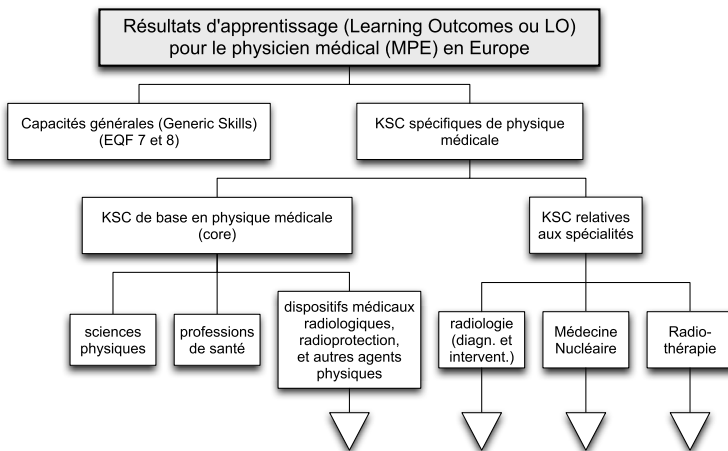 Résultats d'apprentissage (Learning Outcomes ou LO)
pour le physicien médical (MPE) en Europe
Capacités générales (Generic Skills)
(EQF 7 et 8)
KSC spécifiques de physique
médicale
KSC de base en physique médicale
(core)
KSC relatives
aux spécialités
sciences
physiques
professions
de santé
dispositifs médicaux
radiologiques,
radioprotection,
et autres agents
physiques
radiologie
(diagn. et
intervent.)
Médecine
Nucléaire
Radio-
thérapie